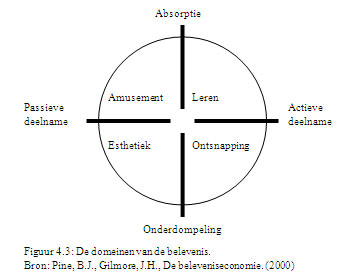 Absorptie
Amusement Leren
Passieve deelname
Actieve deelname
Esthetiek Ontsnapping
Onderdompeling
Figuur 4.3: De domeinen van de belevenis.
Bron: Pine, B.J., Gilmore, J.H., De beleveniseconomie. (2000)